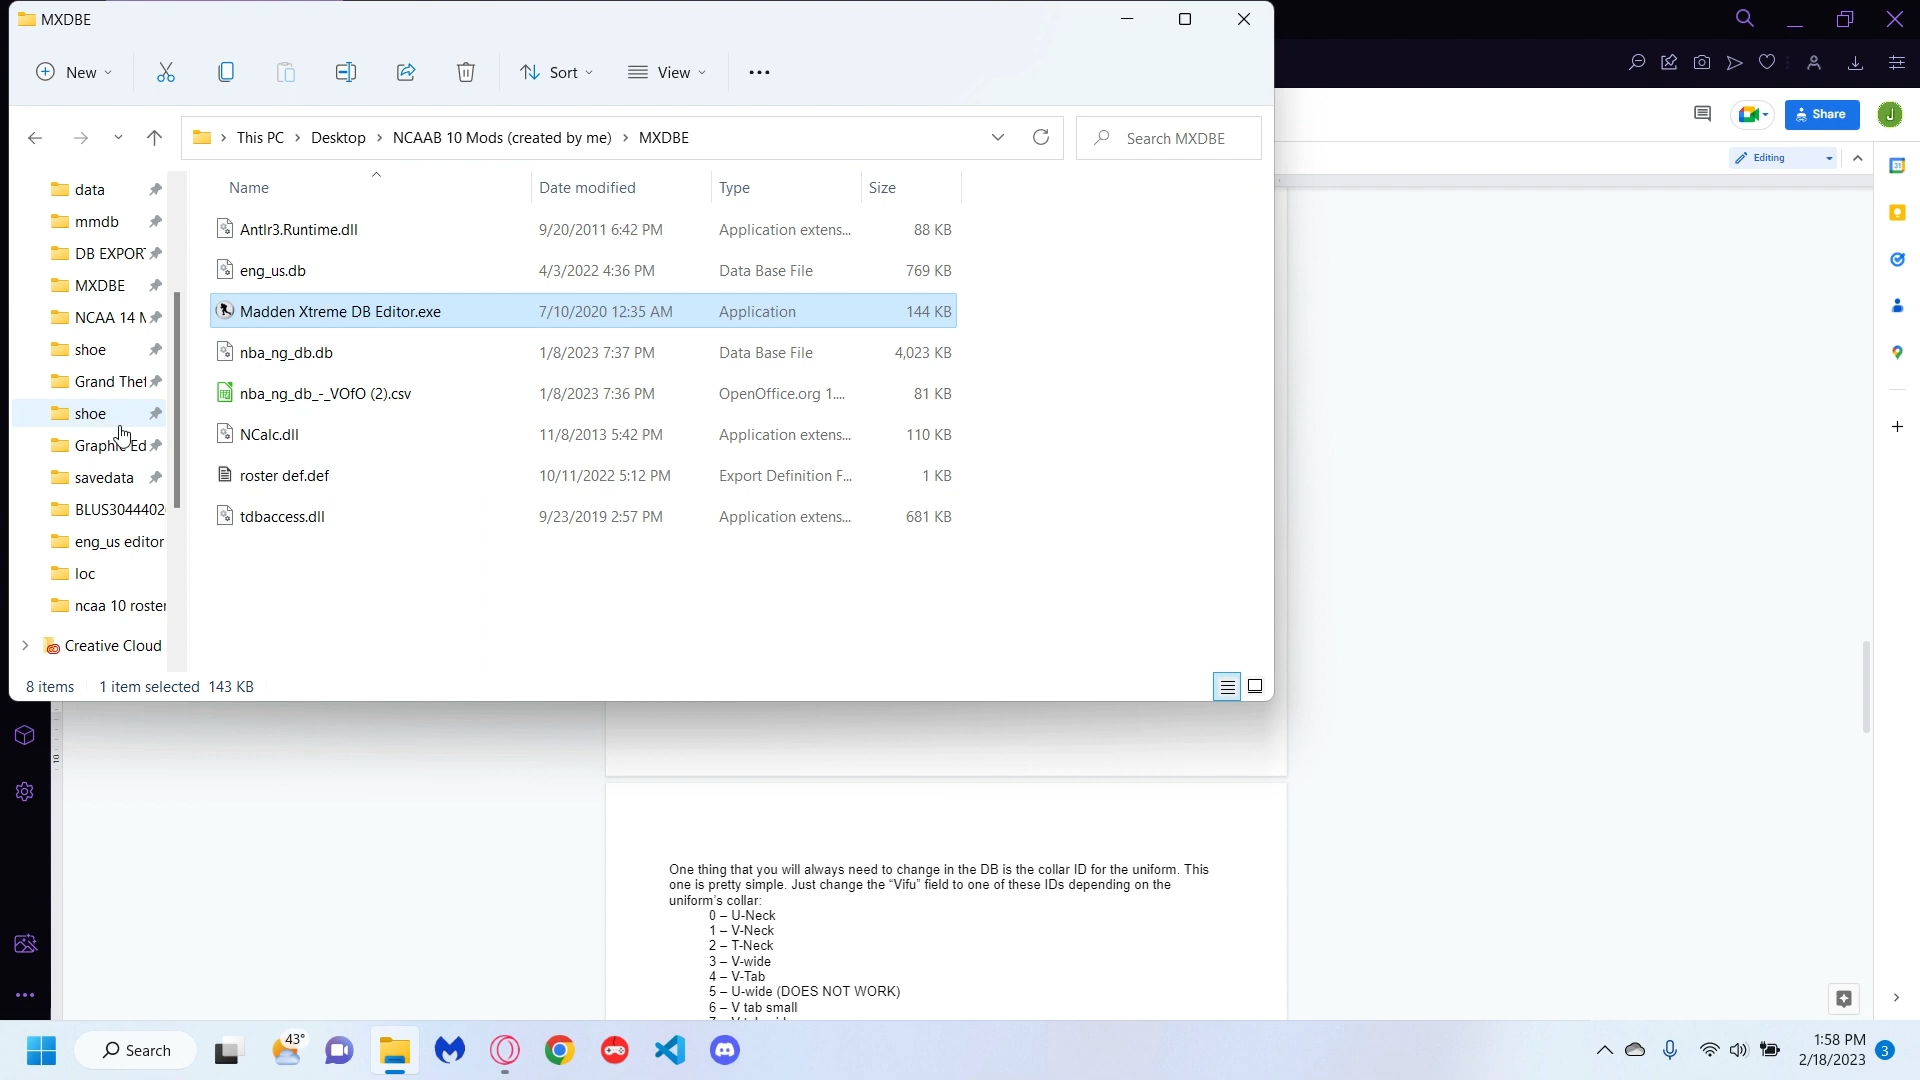 MXDBE
New
Sort
View
This PC > Desktop > NCAAB 10 Mods (created by me) > MXDBE
Search MXDBE
Share
J
Editing
31
data
mmdb
DB EXPOR
MXDBE
NCAA 14 M
shoe
Grand Thef
shoe
Graphic Ed
savedata
BLUS3044402
eng_us editor
loc
ncaa 10 roster
Creative Cloud
Name Date modified Type Size
Antlr3.Runtime.dll 9/20/2011 6:42 PM Application extens... 88 KB
eng_us.db 4/3/2022 4:36 PM Data Base File 769 KB
Madden Xtreme DB Editor.exe 7/10/2020 12:35 AM Application 144 KB
nba_ng_db.db 1/8/2023 7:37 PM Data Base File 4,023 KB
nba_ng_db_-_VOfO (2).csv 1/8/2023 7:36 PM OpenOffice.org 1.... 81 KB
NCalc.dll 11/8/2013 5:42 PM Application extens... 110 KB
roster def.def 10/11/2022 5:12 PM Export Definition F... 1 KB
tdbaccess.dll 9/23/2019 2:57 PM Application extens... 681 KB
8 items 1 item selected 143 KB
10
One thing that you will always need to change in the DB is the collar ID for the uniform. This
one is pretty simple. Just change the “Vifu” field to one of these IDs depending on the
uniform’s collar:
0 – U-Neck
1 – V-Neck
2 – T-Neck
3 – V-wide
4 – V-Tab
5 – U-wide (DOES NOT WORK)
6 – V tab small
Search
43°
1:58 PM
2/18/2023
3